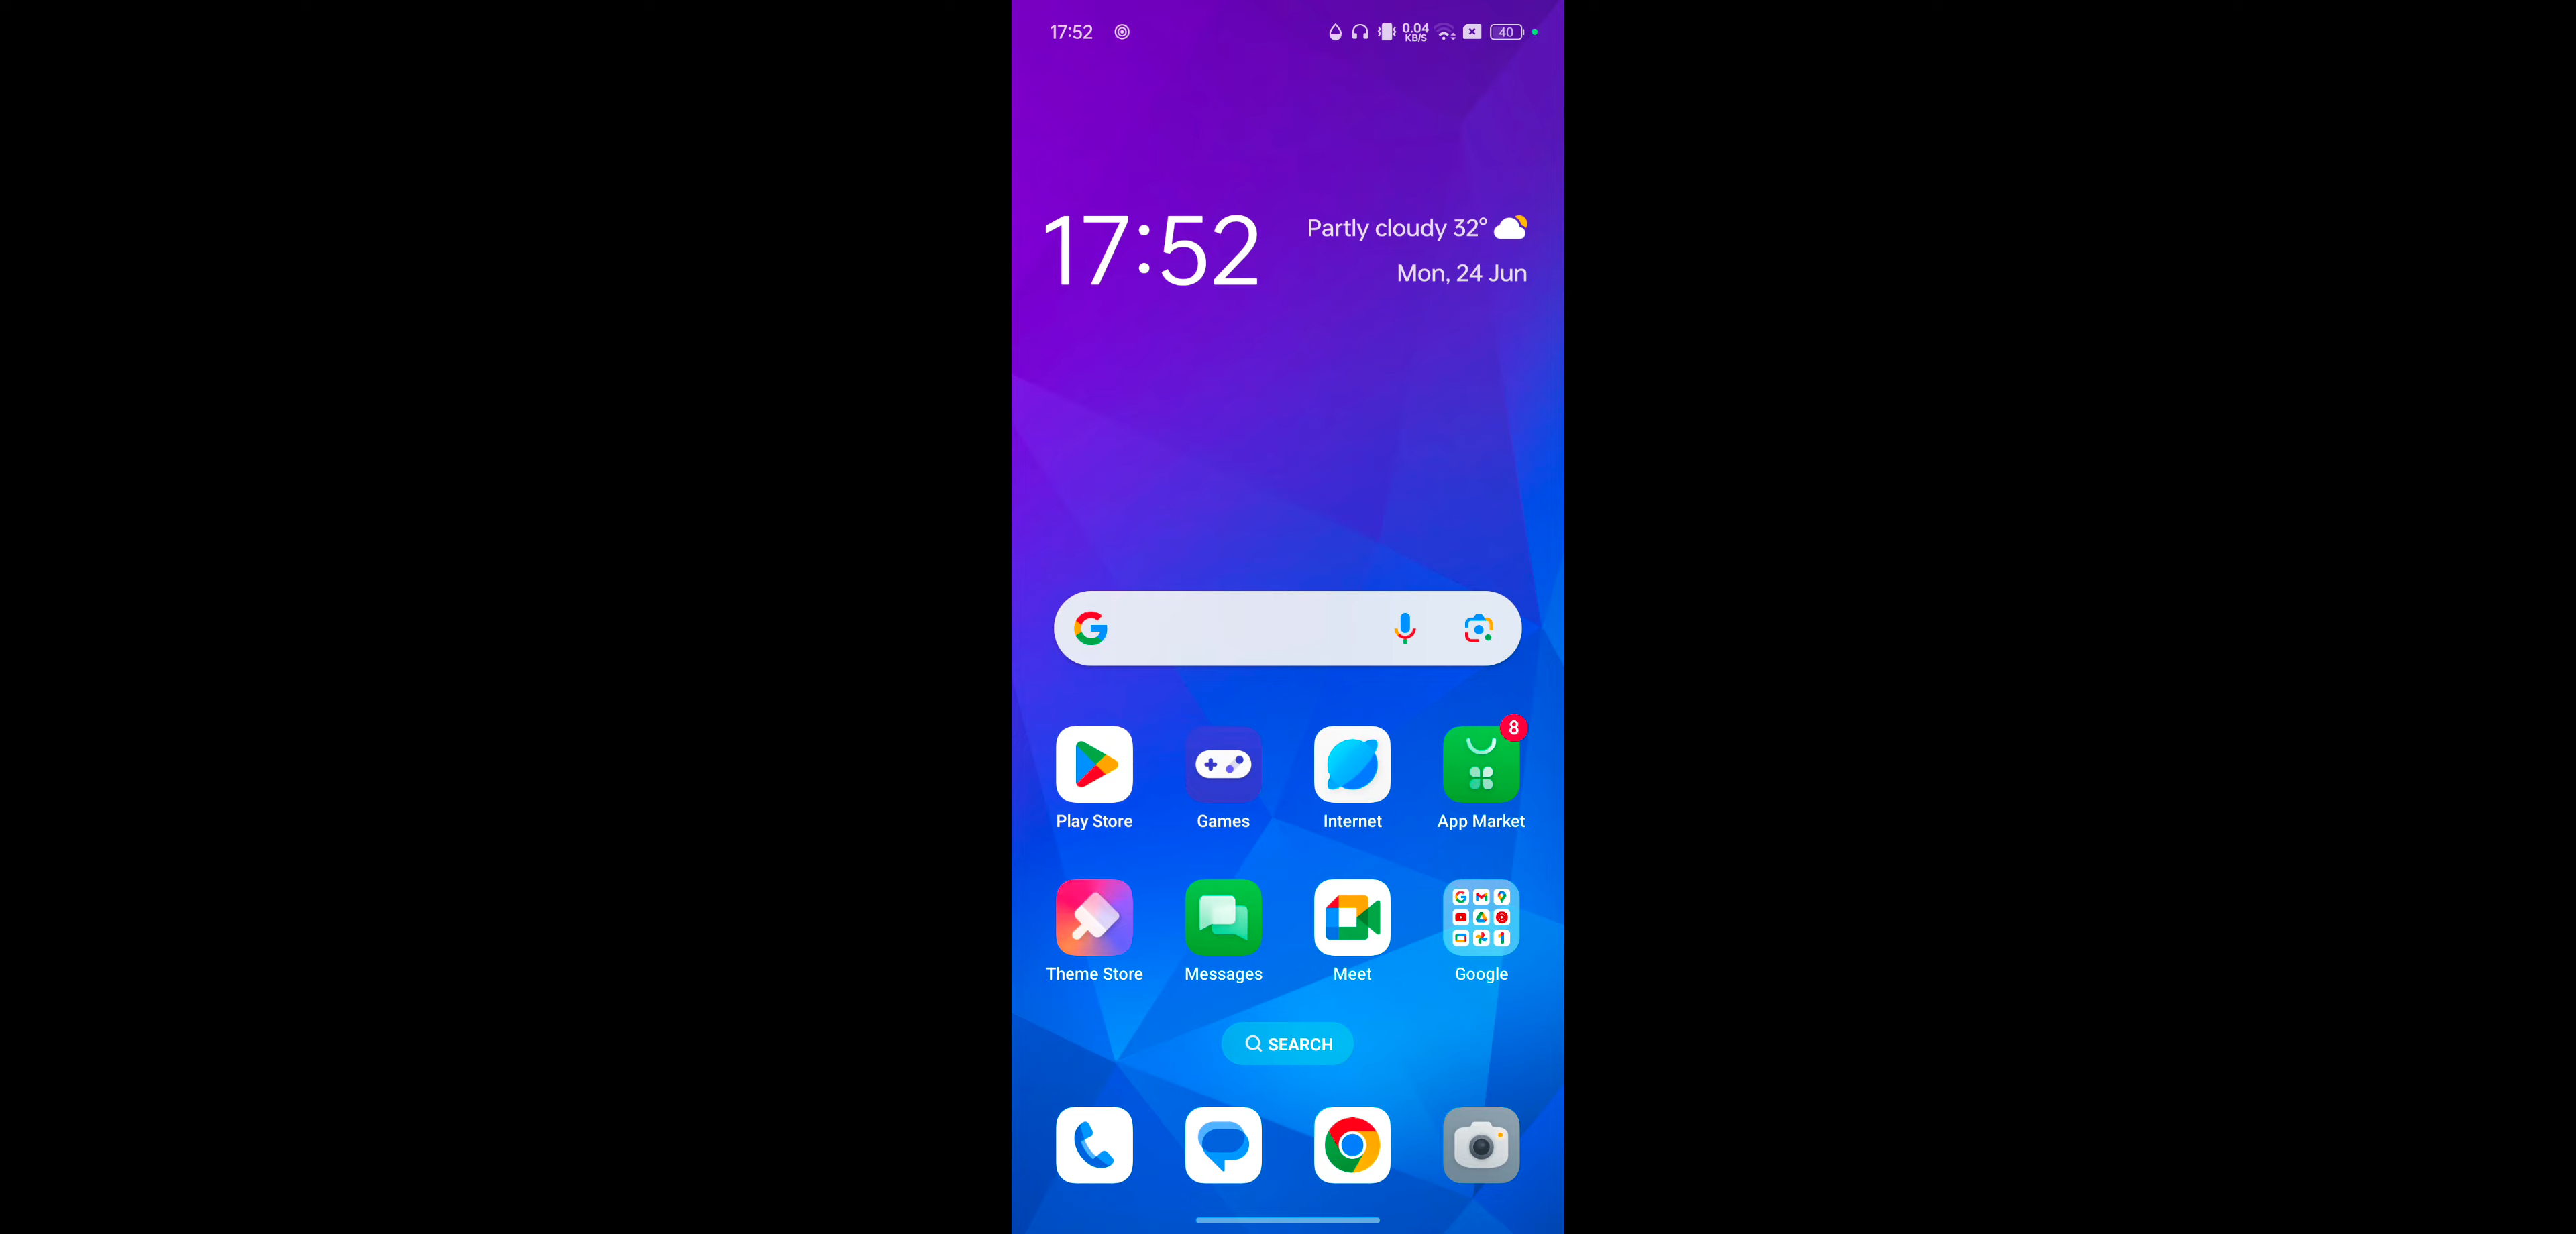 17:52
0.04
KB/S
40
17:52
Partly cloudy 32°
Mon, 24 Jun
8
Play Store
Games
Internet
App Market
Theme Store
Messages
Meet
Google
SEARCH